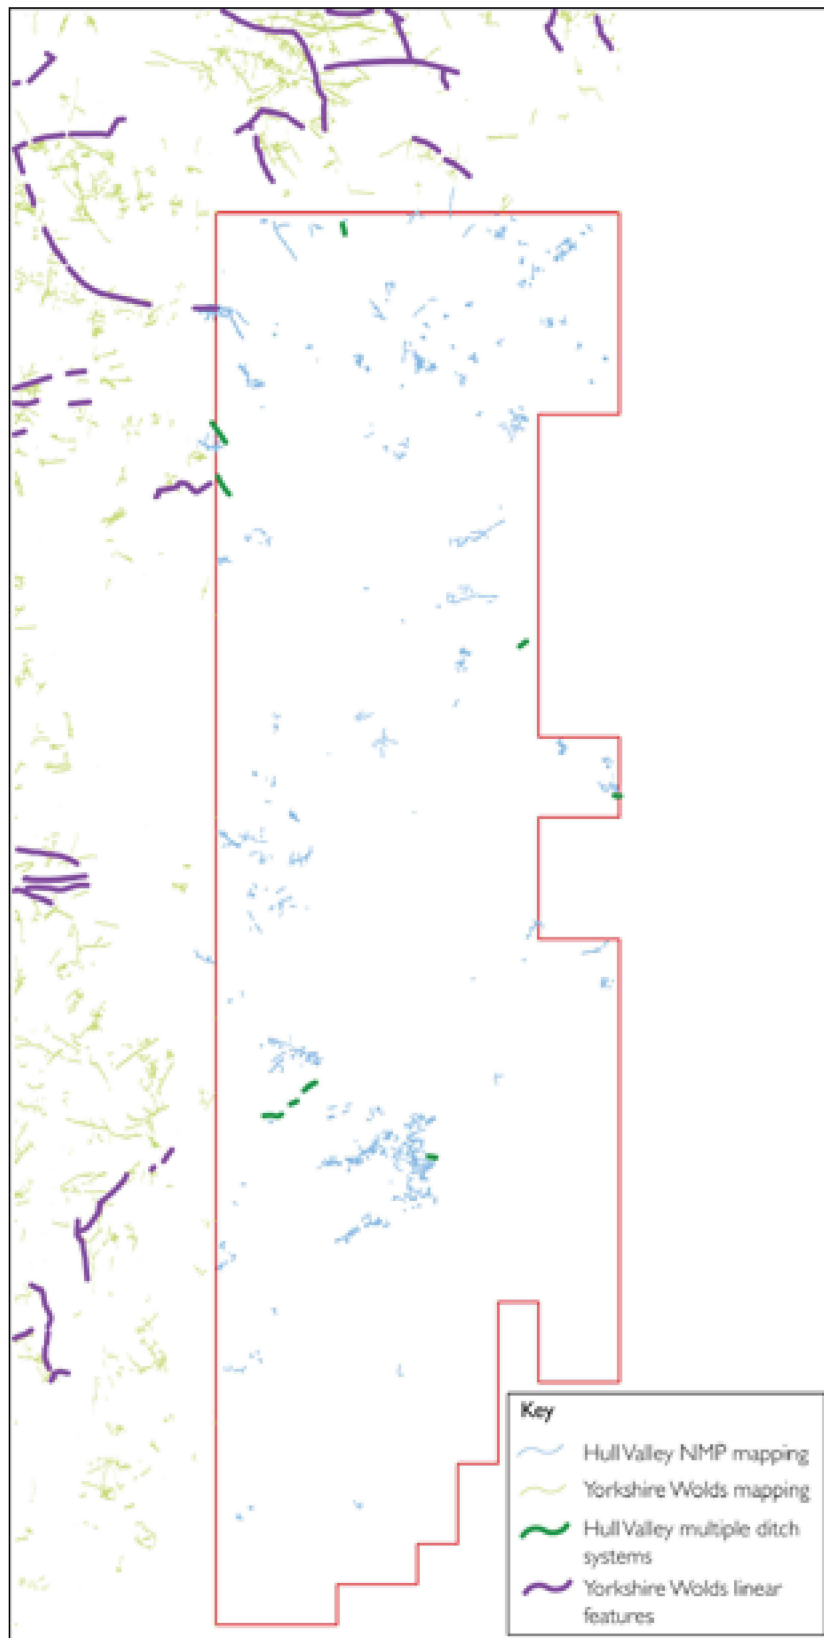 Key
Hull Valley NMP mapping
Yorkshire Wolds mapping
Hull Valley multiple ditch
systems
Yorkshire Wolds linear
features